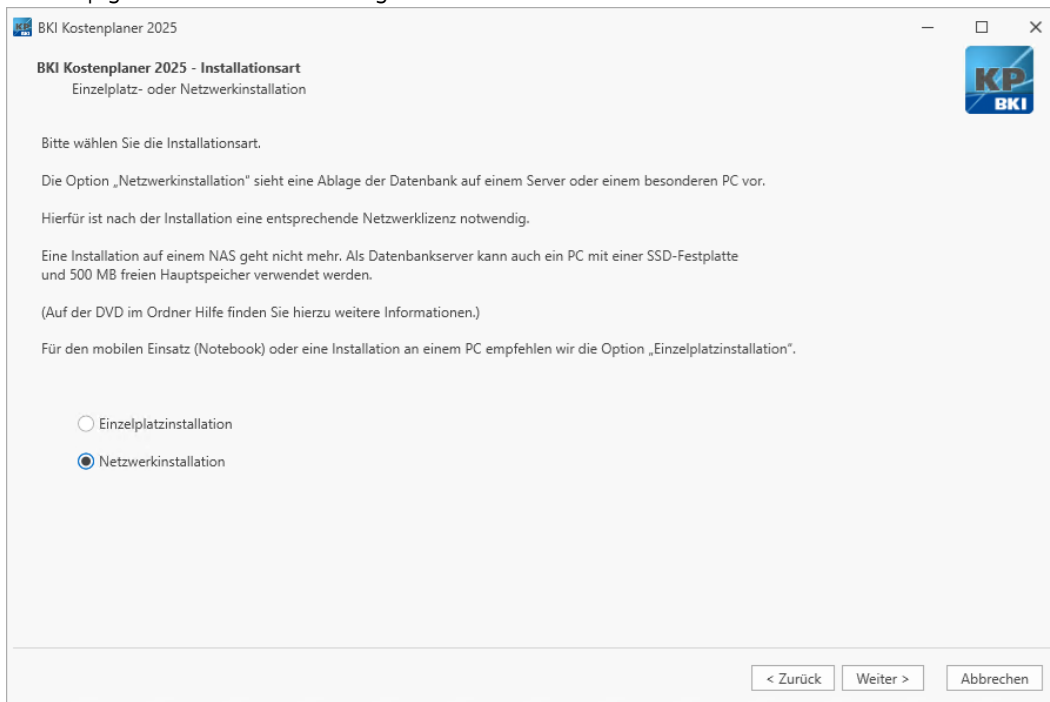 BKI Kostenplaner 2025
BKI Kostenplaner 2025 - Installationsart
Einzelplatz- oder Netzwerkinstallation
KP
BKI
Bitte wählen Sie die Installationsart.
Die Option „Netzwerkinstallation“ sieht eine Ablage der Datenbank auf einem Server oder einem besonderen PC vor.
Hierfür ist nach der Installation eine entsprechende Netzwerklizenz notwendig.
Eine Installation auf einem NAS geht nicht mehr. Als Datenbankserver kann auch ein PC mit einer SSD-Festplatte
und 500 MB freien Hauptspeicher verwendet werden.
(Auf der DVD im Ordner Hilfe finden Sie hierzu weitere Informationen.)
Für den mobilen Einsatz (Notebook) oder eine Installation an einem PC empfehlen wir die Option „Einzelplatzinstallation“.
Einzelplatzinstallation
Netzwerkinstallation
< Zurück Weiter > Abbrechen